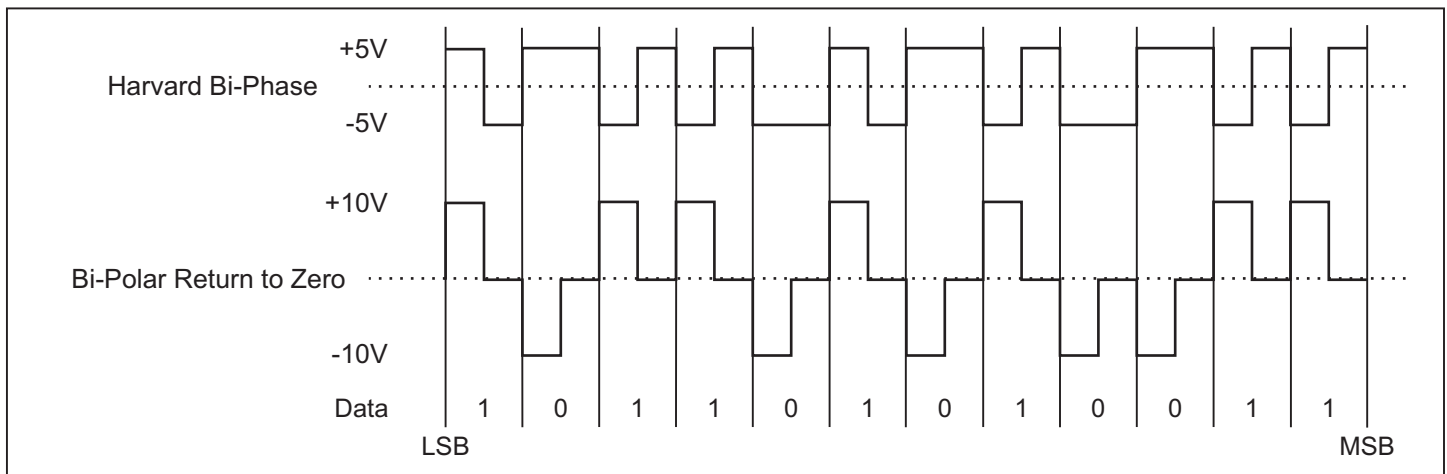 +5V
Harvard Bi-Phase
-5V
+10V
Bi-Polar Return to Zero
-10V
Data 1 0 1 1 0 1 0 1 0 0 1 1
LSB MSB